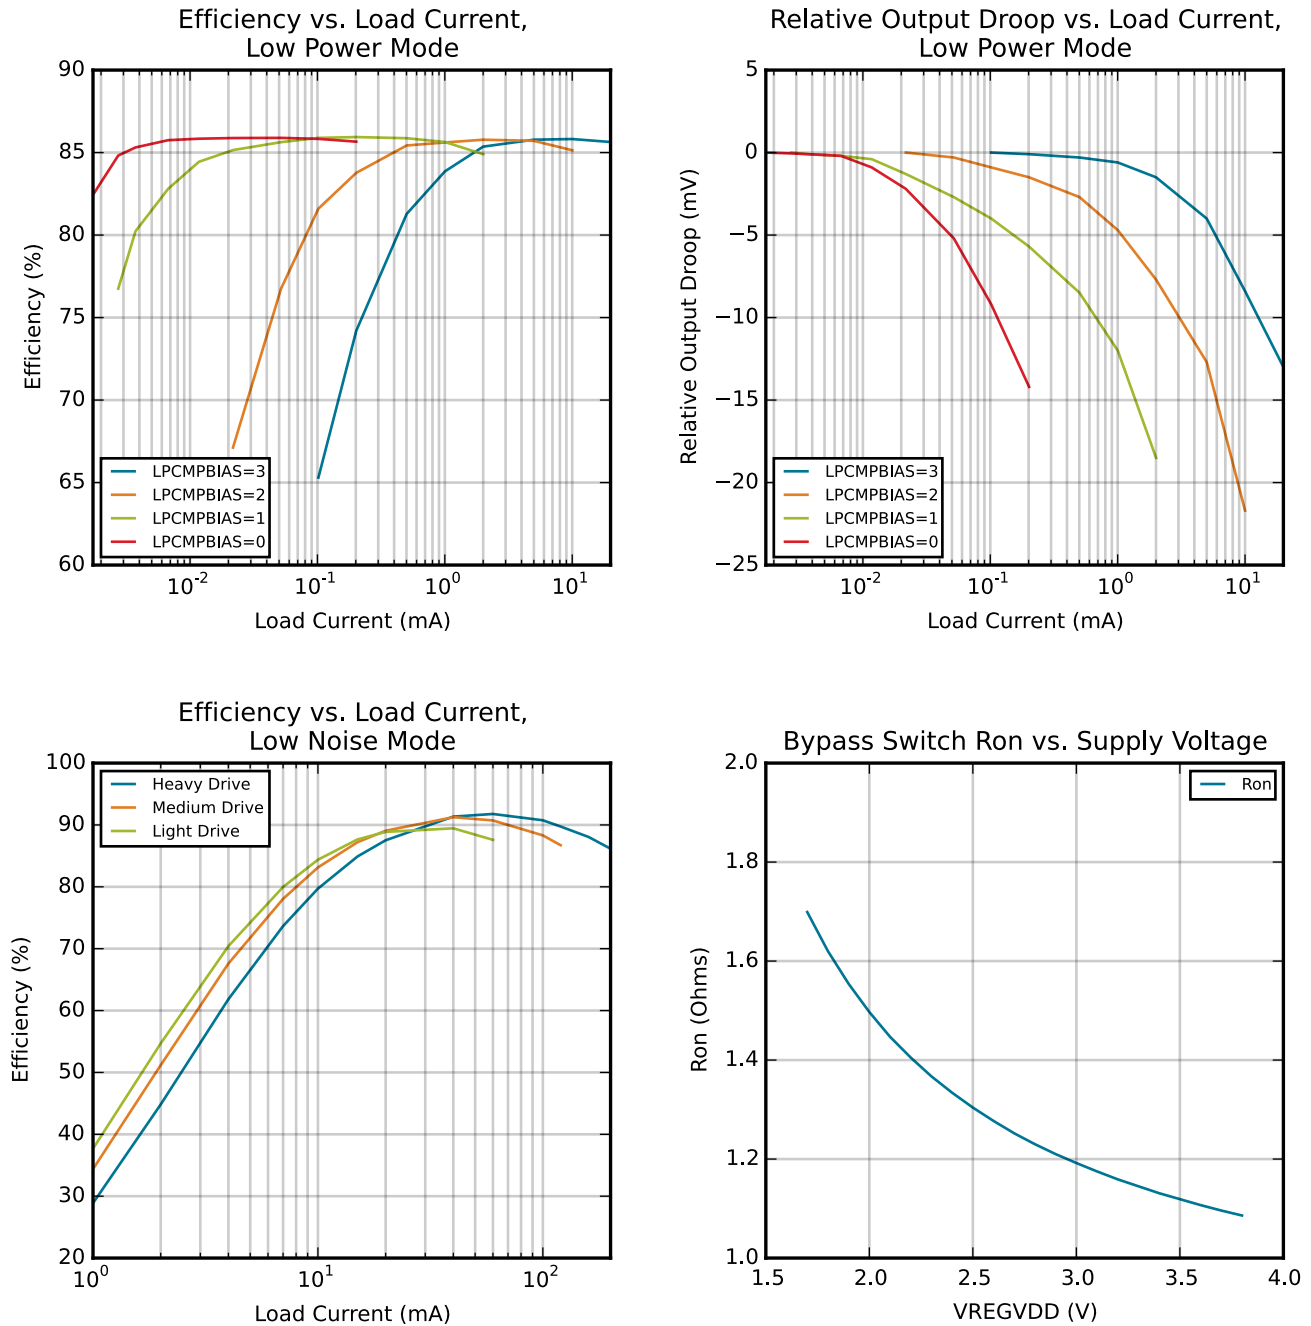 Efficiency vs. Load Current,
Low Power Mode
90
85
80
75
70
65
60
Efficiency (%)
LPCMPBIAS=3
LPCMPBIAS=2
LPCMPBIAS=1
LPCMPBIAS=0
10⁻² 10⁻¹ 10⁰ 10¹
Load Current (mA)
Relative Output Droop vs. Load Current,
Low Power Mode
5
0
−5
−10
−15
−20
−25
Relative Output Droop (mV)
LPCMPBIAS=3
LPCMPBIAS=2
LPCMPBIAS=1
LPCMPBIAS=0
10⁻² 10⁻¹ 10⁰ 10¹
Load Current (mA)
Efficiency vs. Load Current,
Low Noise Mode
100
90
80
70
60
50
40
30
20
Efficiency (%)
Heavy Drive
Medium Drive
Light Drive
10⁰ 10¹ 10²
Load Current (mA)
Bypass Switch Ron vs. Supply Voltage
2.0
1.8
1.6
1.4
1.2
1.0
Ron (Ohms)
Ron
1.5 2.0 2.5 3.0 3.5 4.0
VREGVDD (V)